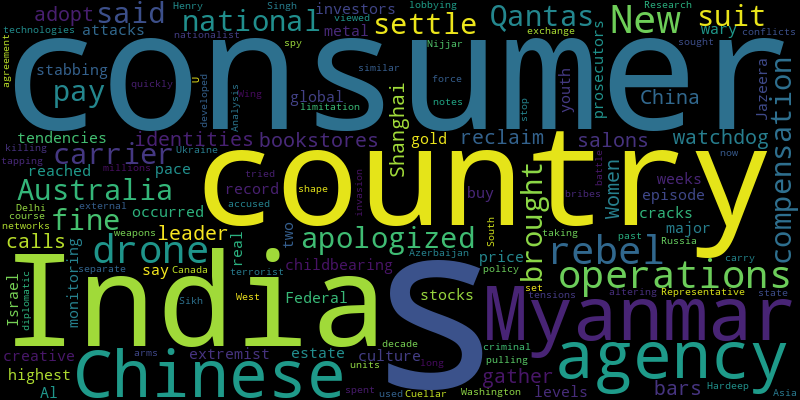 adopt said Henry Singh investors lobbying viewed Research
technology attacks national metal settle Qantas New suit wary conflicts
nationalist spy exchange sought
consumer
agreement stabbing similar Nijjar force youth prosecutors China Jazeera
pay quickly U developed Analysis Wing global limitation notes stop
tendencies identities bookstores Shanghai gold reclaim salons watchdog compensation
killing Ukraine carrier
tapping reached pace millions tried country battle now
Australia record shape invasion buy bribes Women weeks episode
Delhi accused South brought taking past cracks
course external fine occurred two apologized Russia major
networks weapons leader real Azerbaijan price rebel carry
calls drone say Canada childbearing policy operations
Israel diplomatic monitoring separate terrorist set tensions altering Representative state
India S Sikh West Federal stocks Myanmar
creative arms extremist estate culture decade long criminal pulling agency
highest Chinese units gather levels bars Hardeep
Al spent used Cuellar Washington Asia